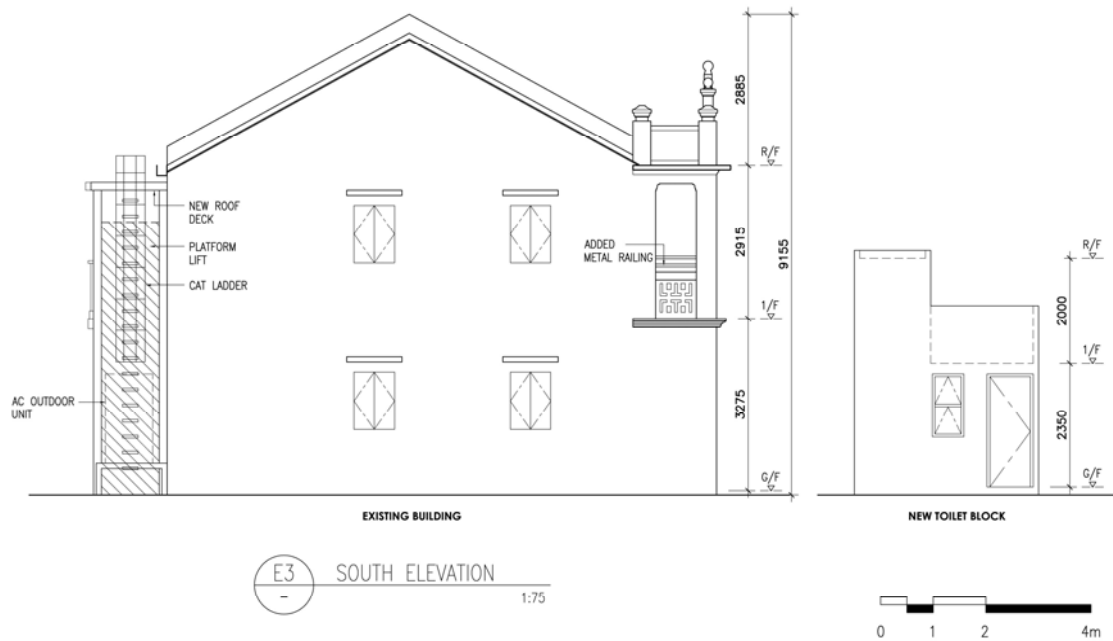 2885
R/F
NEW ROOF
DECK
PLATFORM
LIFT
CAT LADDER
ADDED
METAL RAILING
2915
9155
R/F
2000
1/F
1/F
AC OUTDOOR
UNIT
3275
2350
G/F
G/F
EXISTING BUILDING
NEW TOILET BLOCK
E3
-
SOUTH ELEVATION
1:75
0 1 2 4m